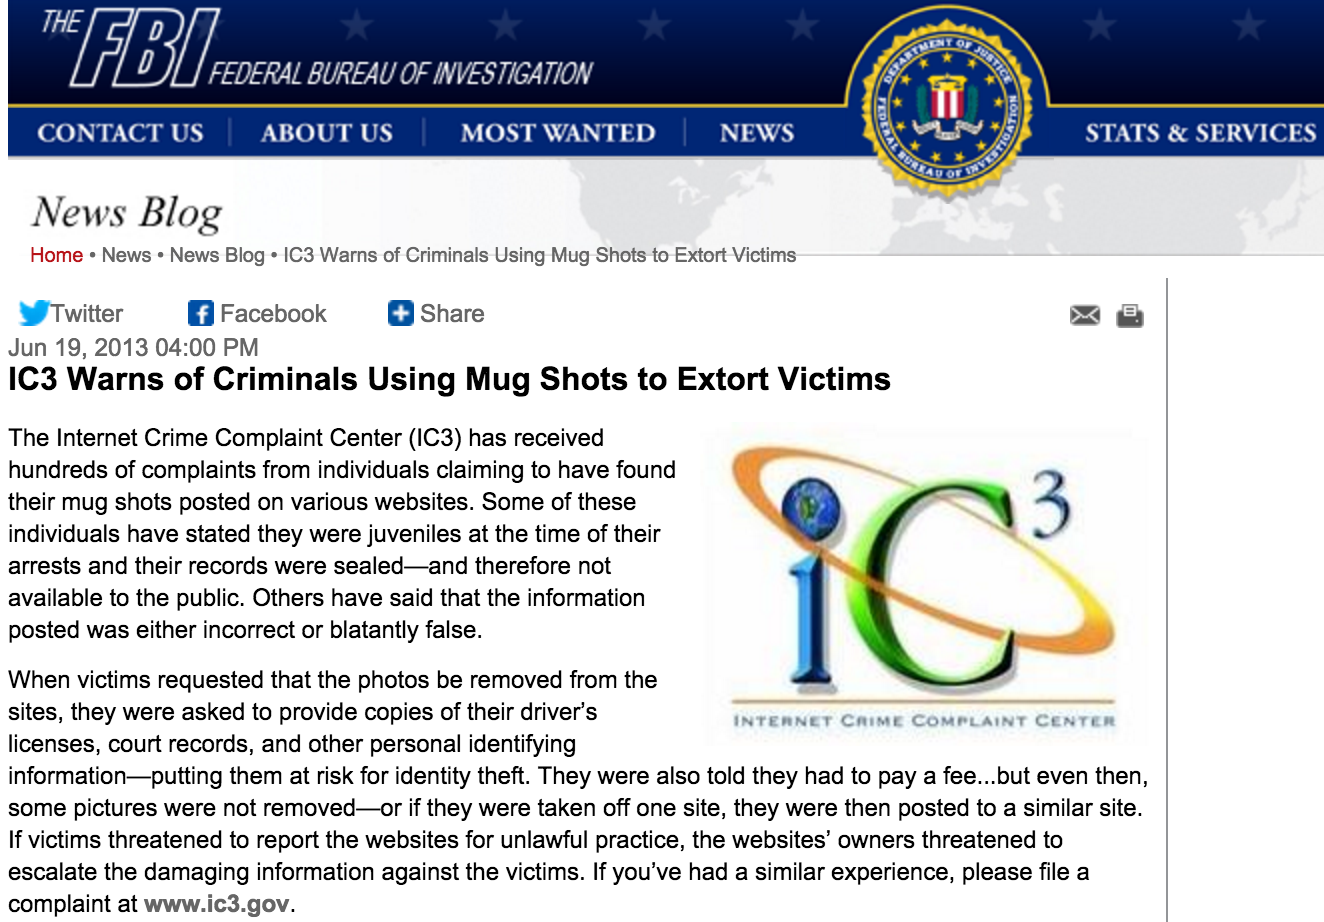 THE FBI FEDERAL BUREAU OF INVESTIGATION
DEPARTMENT OF JUSTICE
FEDERAL BUREAU OF INVESTIGATION
CONTACT US
ABOUT US
MOST WANTED
NEWS
STATS & SERVICES
News Blog
Home • News • News Blog • IC3 Warns of Criminals Using Mug Shots to Extort Victims
Twitter
Facebook
Share
Jun 19, 2013 04:00 PM
IC3 Warns of Criminals Using Mug Shots to Extort Victims
The Internet Crime Complaint Center (IC3) has received
hundreds of complaints from individuals claiming to have found
their mug shots posted on various websites. Some of these
individuals have stated they were juveniles at the time of their
arrests and their records were sealed—and therefore not
available to the public. Others have said that the information
posted was either incorrect or blatantly false.
iC3
INTERNET CRIME COMPLAINT CENTER
When victims requested that the photos be removed from the
sites, they were asked to provide copies of their driver’s
licenses, court records, and other personal identifying
information—putting them at risk for identity theft. They were also told they had to pay a fee...but even then,
some pictures were not removed—or if they were taken off one site, they were then posted to a similar site.
If victims threatened to report the websites for unlawful practice, the websites’ owners threatened to
escalate the damaging information against the victims. If you’ve had a similar experience, please file a
complaint at www.ic3.gov.